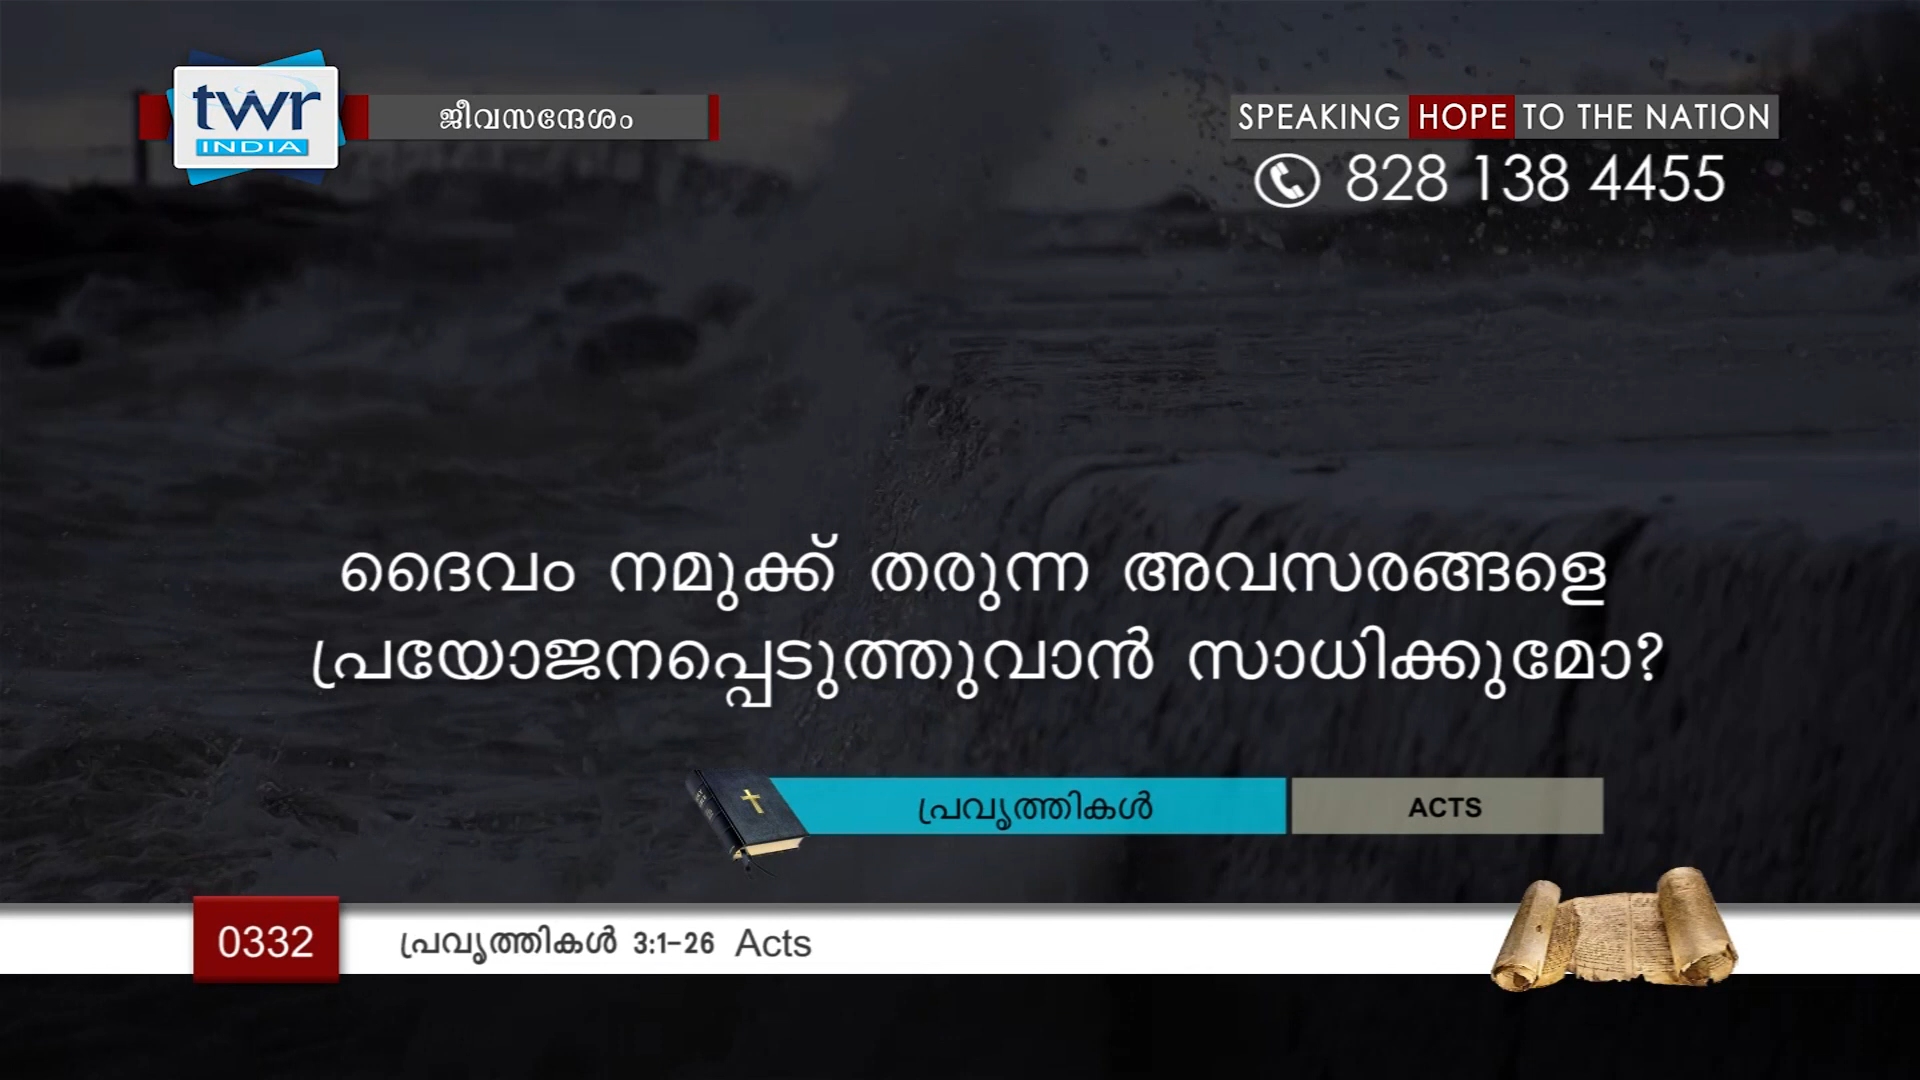 twr
INDIA
ജീവസന്ദേശം
SPEAKING HOPE TO THE NATION
828 138 4455
ദൈവം നമുക്ക് തരുന്ന അവസരങ്ങളെ
പ്രയോജനപ്പെടുത്തുവാൻ സാധിക്കുമോ?
പ്രവൃത്തികൾ
ACTS
0332
പ്രവൃത്തികൾ 3:1-26 Acts